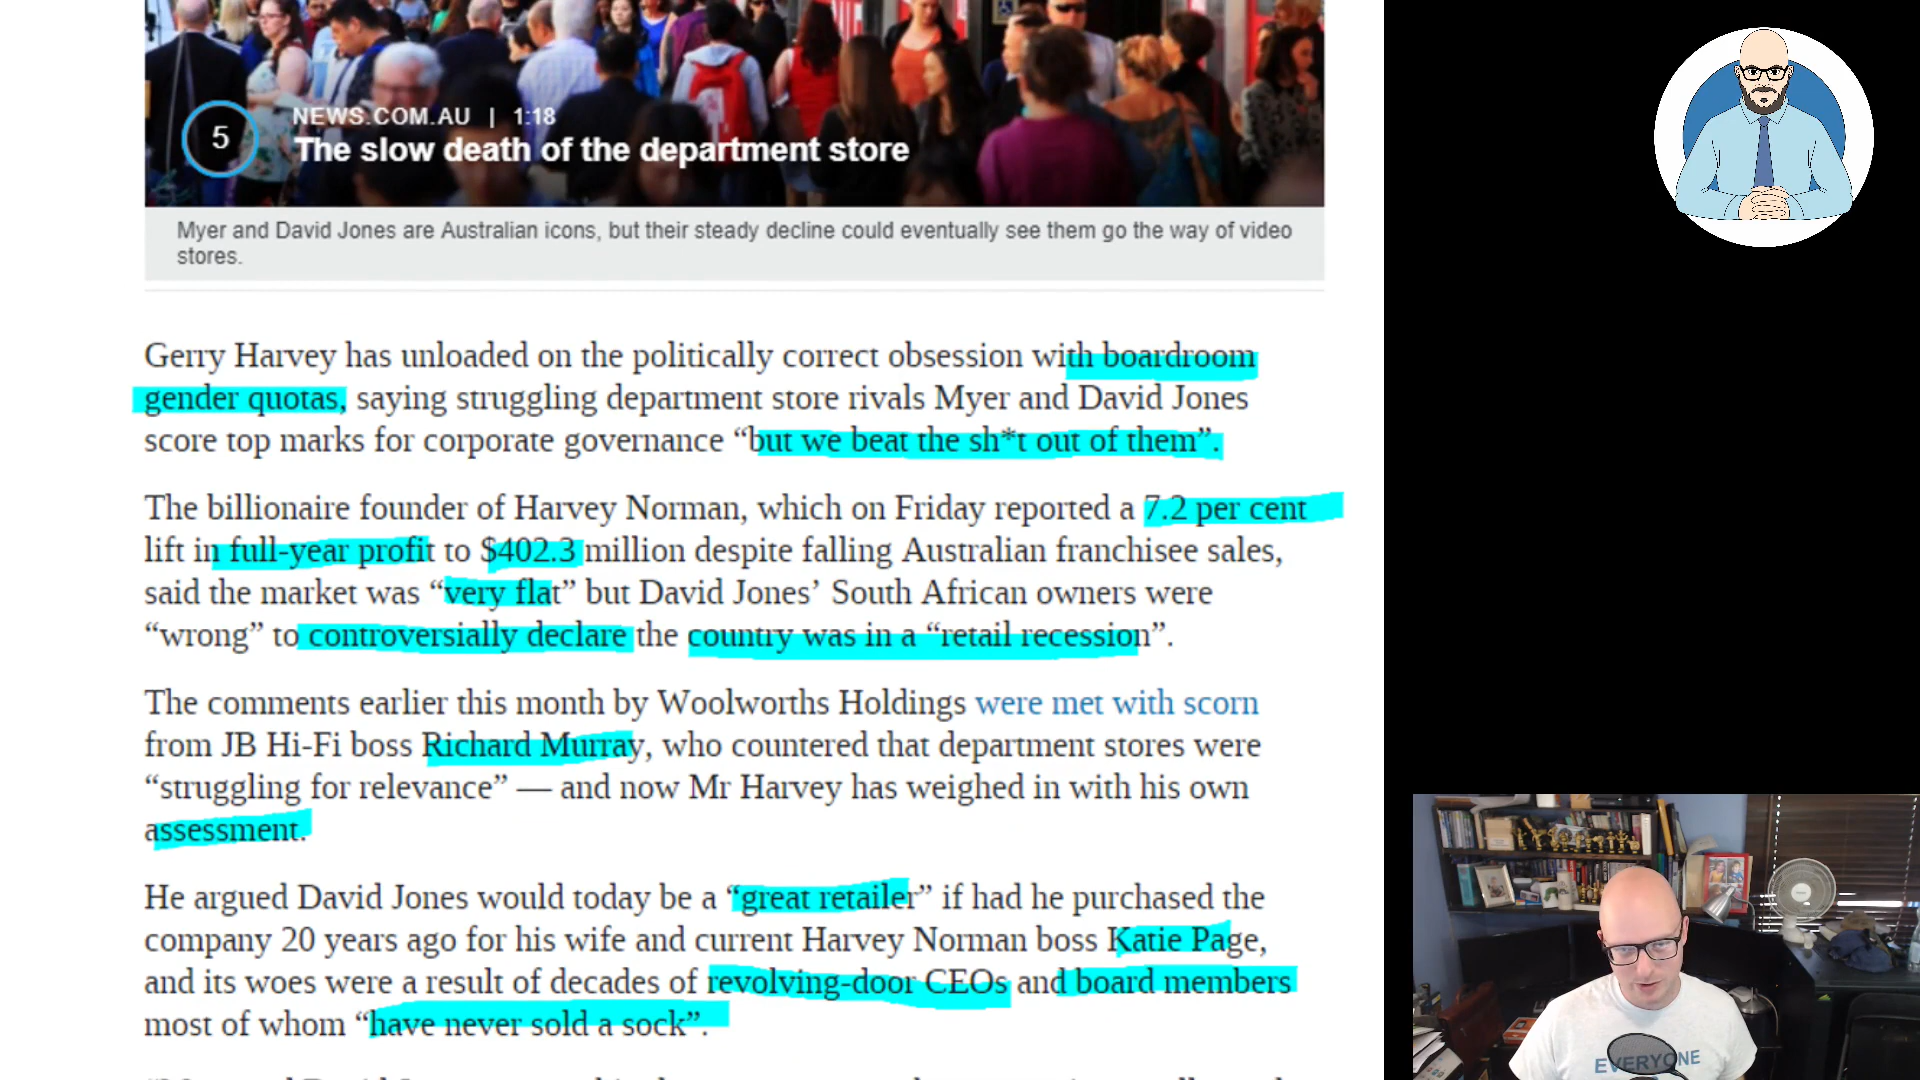 5
NEWS.COM.AU | 1:18
The slow death of the department store
Myer and David Jones are Australian icons, but their steady decline could eventually see them go the way of video
stores.
Gerry Harvey has unloaded on the politically correct obsession with boardroom
gender quotas, saying struggling department store rivals Myer and David Jones
score top marks for corporate governance “but we beat the sh*t out of them”.
The billionaire founder of Harvey Norman, which on Friday reported a 7.2 per cent
lift in full-year profit to $402.3 million despite falling Australian franchisee sales,
said the market was “very flat” but David Jones’ South African owners were
“wrong” to controversially declare the country was in a “retail recession”.
The comments earlier this month by Woolworths Holdings were met with scorn
from JB Hi-Fi boss Richard Murray, who countered that department stores were
“struggling for relevance” — and now Mr Harvey has weighed in with his own
assessment.
He argued David Jones would today be a “great retailer” if had he purchased the
company 20 years ago for his wife and current Harvey Norman boss Katie Page,
and its woes were a result of decades of revolving-door CEOs and board members
most of whom “have never sold a sock”.
EVERYONE